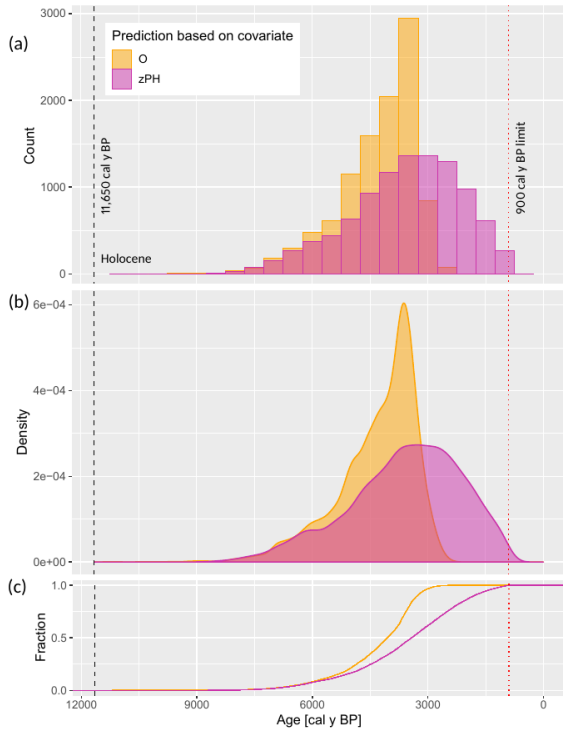 (a)
3000
2000
1000
0
Count
Prediction based on covariate
O
zPH
11,650 cal y BP
900 cal y BP limit
Holocene
(b)
6e−04
4e−04
2e−04
0e+00
Density
(c)
1.0
0.5
0.0
Fraction
12000 9000 6000 3000 0
Age [cal y BP]